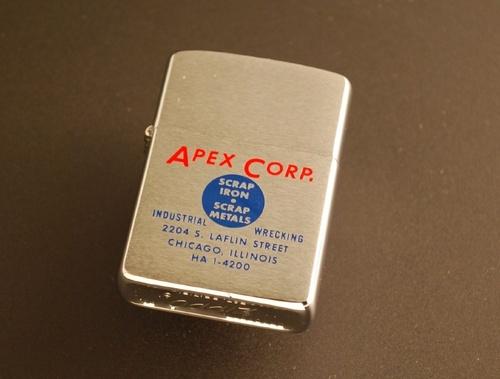 APEX CORP.
SCRAP
IRON
•
SCRAP
METALS
INDUSTRIAL WRECKING
2204 S. LAFLIN STREET
CHICAGO, ILLINOIS
HA 1-4200